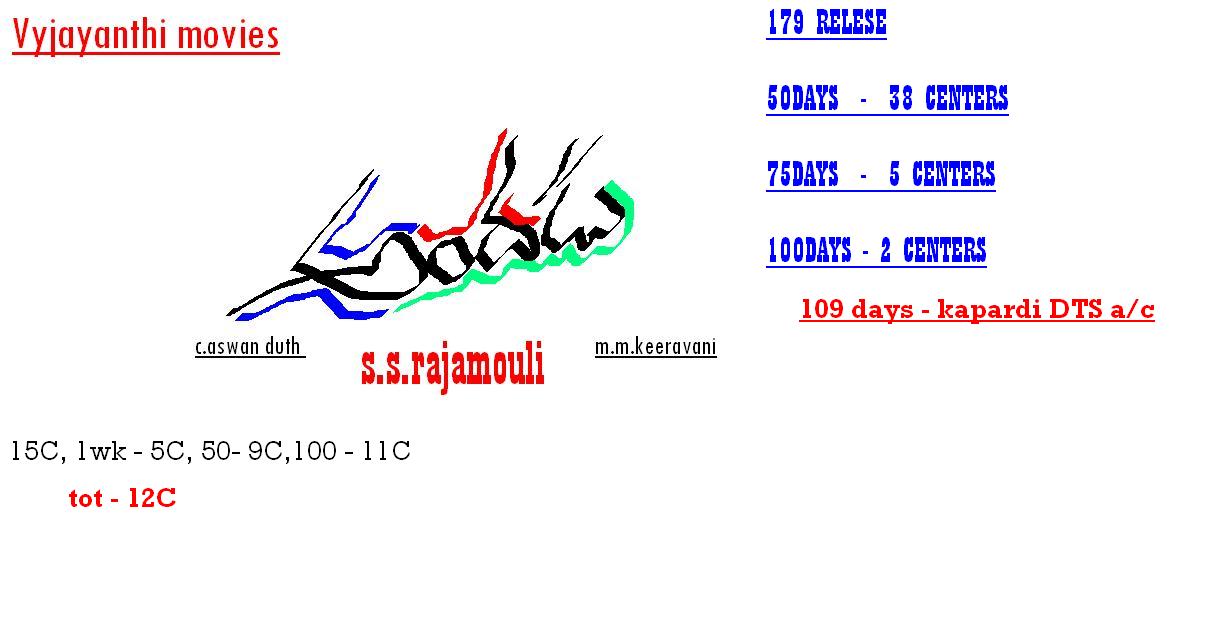 Vyjayanthi movies
c.aswan duth
s.s.rajamouli
m.m.keeravani
15C, 1wk - 5C, 50- 9C,100 - 11C
tot - 12C
179 RELESE
50DAYS - 38 CENTERS
75DAYS - 5 CENTERS
100DAYS - 2 CENTERS
109 days - kapardi DTS a/c